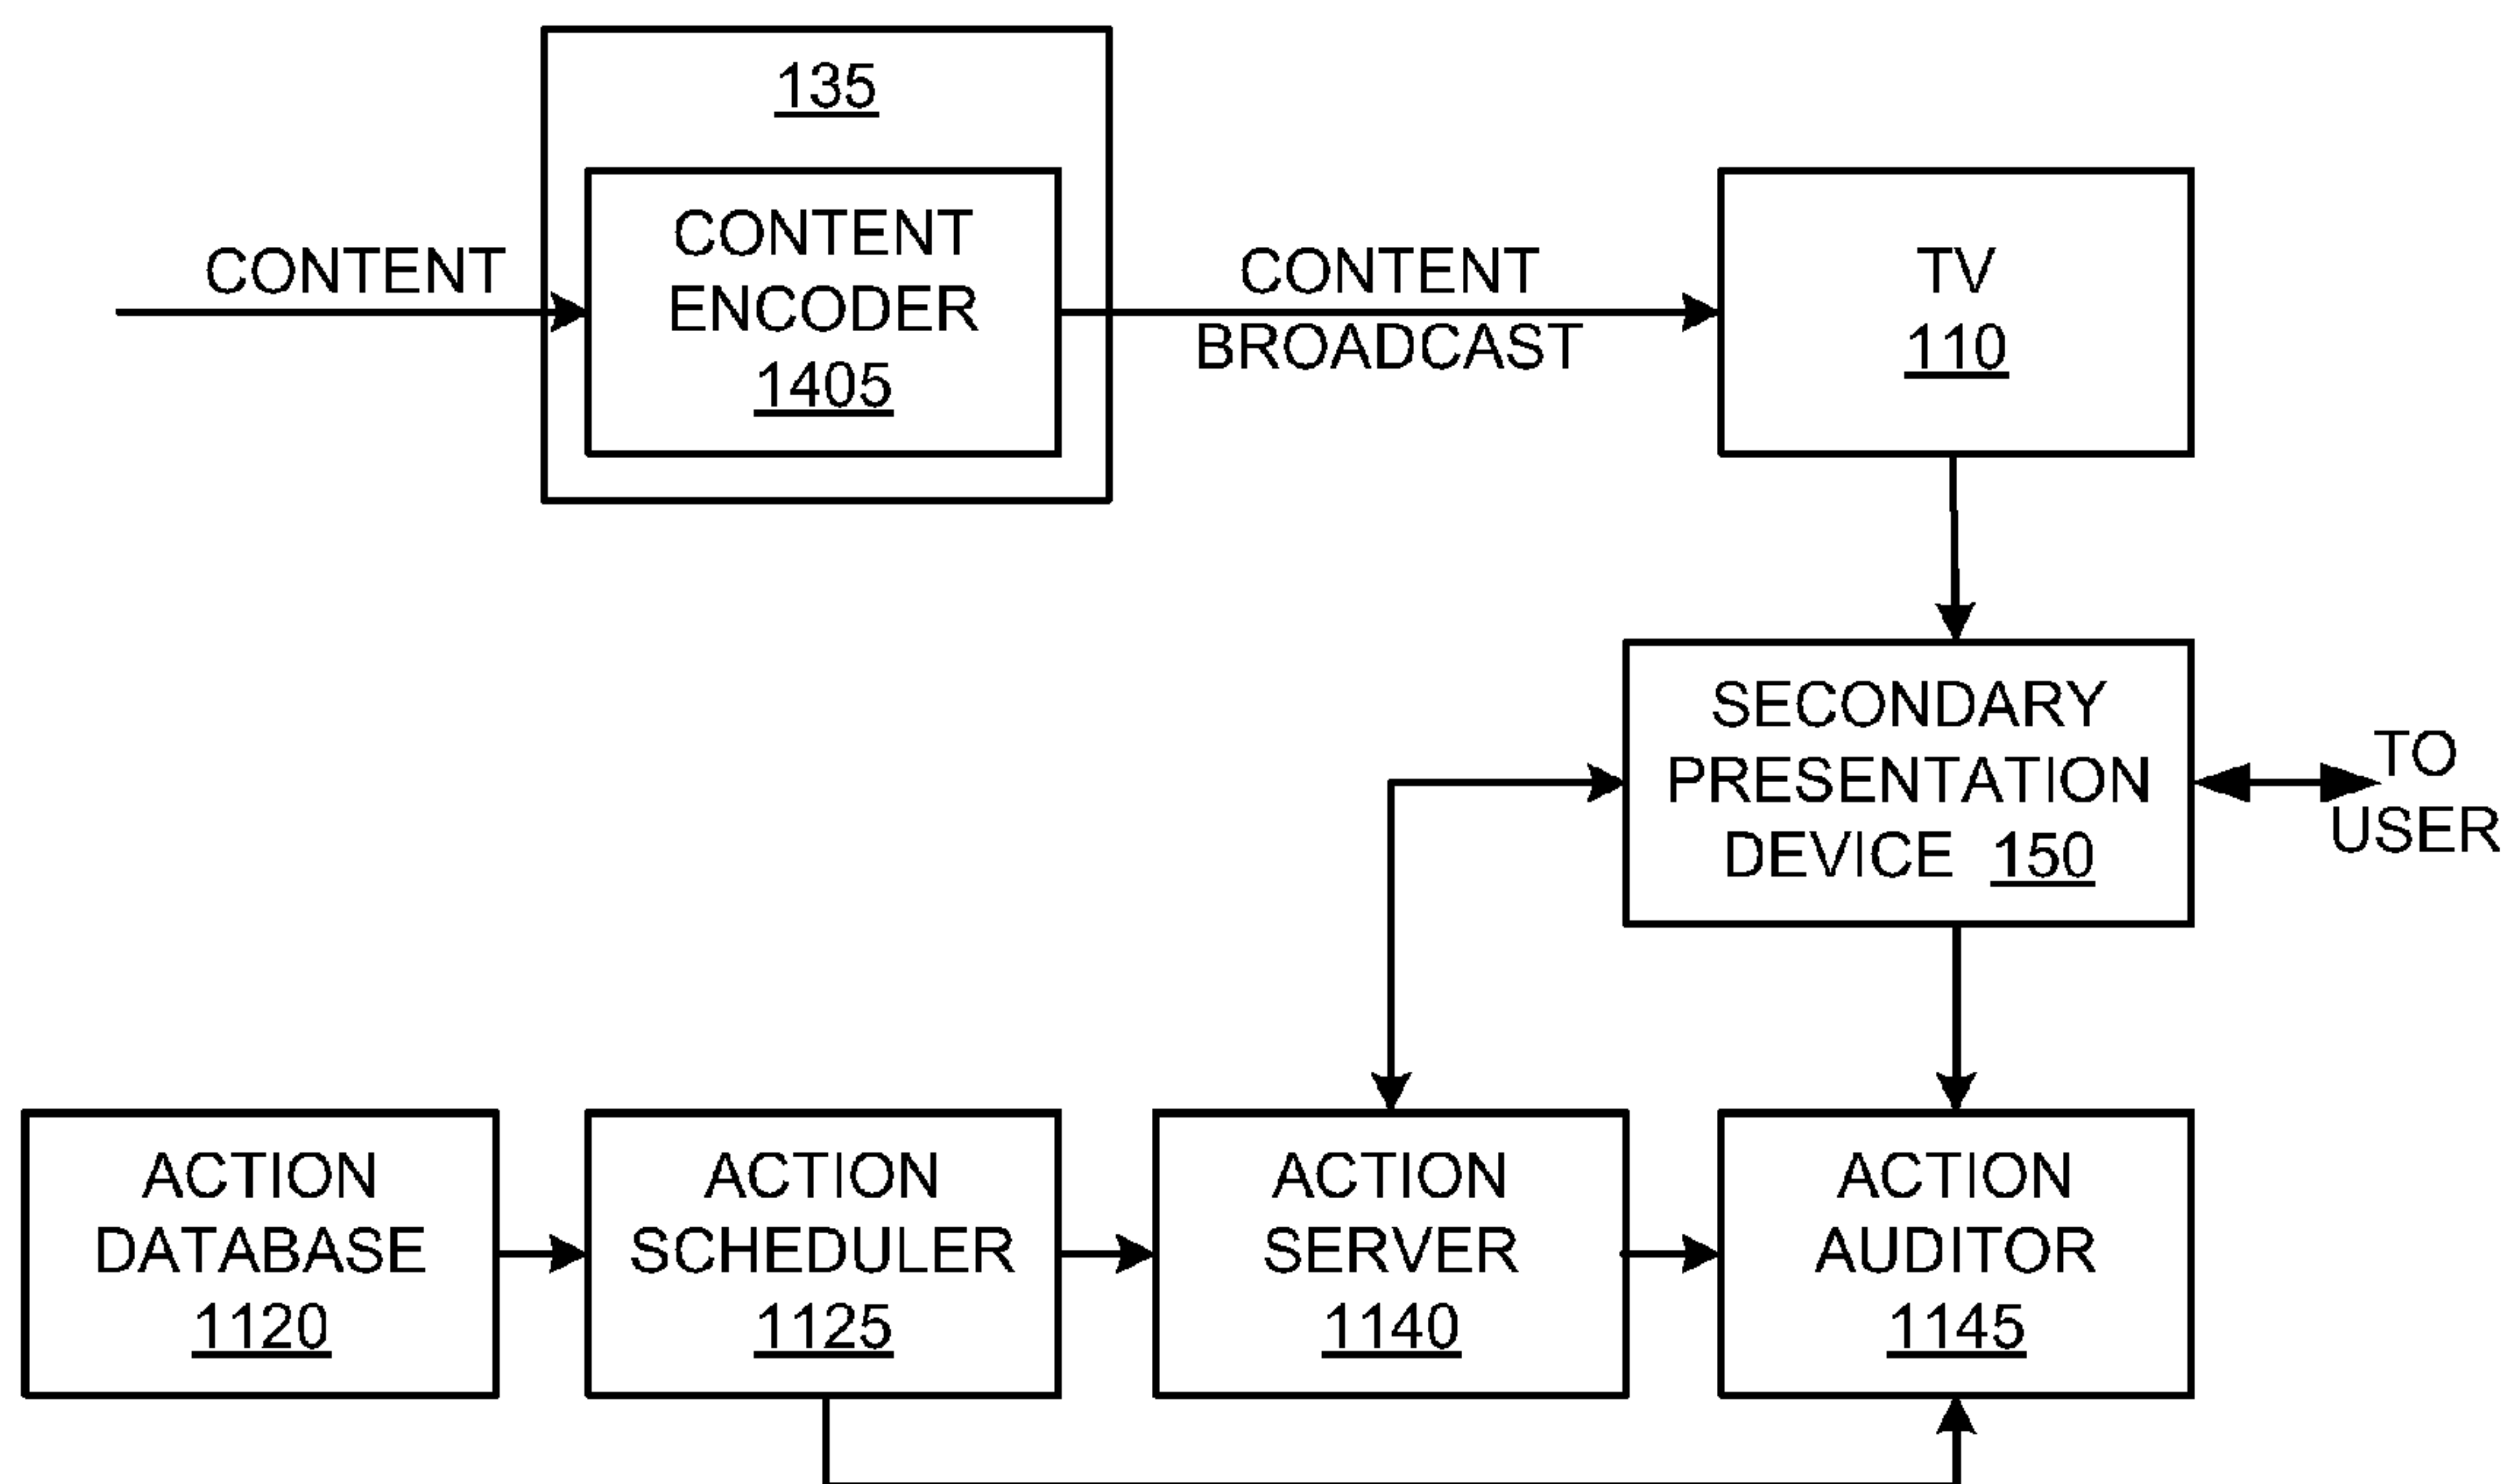 135
CONTENT
CONTENT
ENCODER
1405
CONTENT
BROADCAST
TV
110
SECONDARY
PRESENTATION
DEVICE 150
TO
USER
ACTION
DATABASE
1120
ACTION
SCHEDULER
1125
ACTION
SERVER
1140
ACTION
AUDITOR
1145